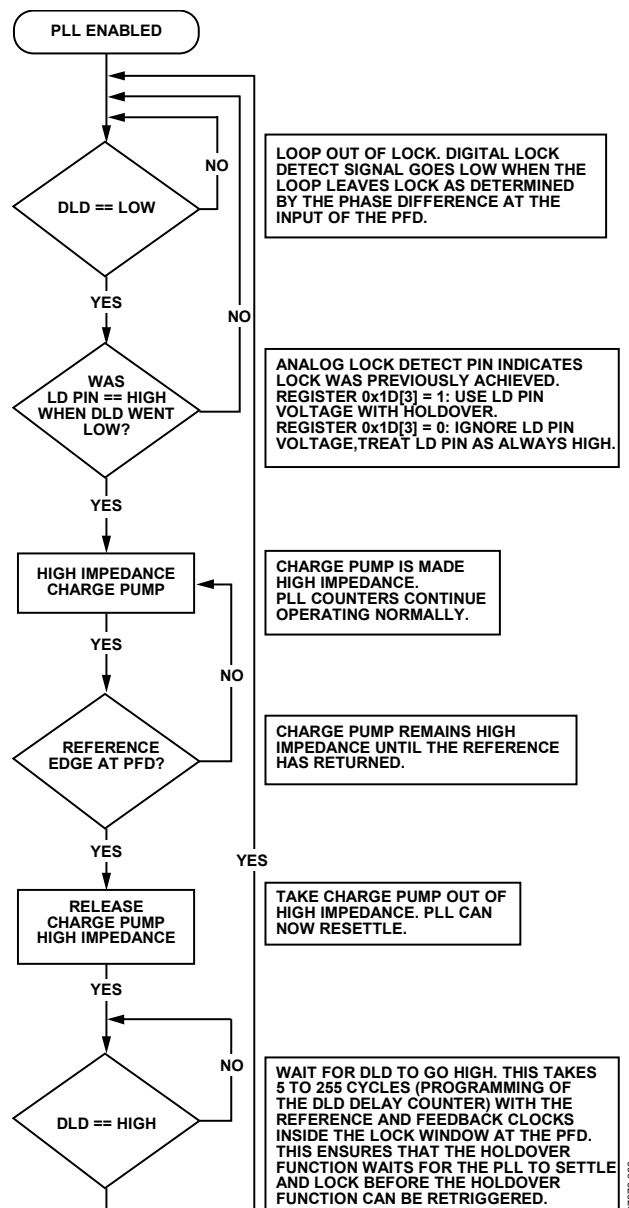 PLL ENABLED
NO
DLD == LOW
LOOP OUT OF LOCK. DIGITAL LOCK
DETECT SIGNAL GOES LOW WHEN THE
LOOP LEAVES LOCK AS DETERMINED
BY THE PHASE DIFFERENCE AT THE
INPUT OF THE PFD.
YES
NO
WAS
LD PIN == HIGH
WHEN DLD WENT
LOW?
ANALOG LOCK DETECT PIN INDICATES
LOCK WAS PREVIOUSLY ACHIEVED.
REGISTER 0x1D[3] = 1: USE LD PIN
VOLTAGE WITH HOLDOVER.
REGISTER 0x1D[3] = 0: IGNORE LD PIN
VOLTAGE,TREAT LD PIN AS ALWAYS HIGH.
YES
HIGH IMPEDANCE
CHARGE PUMP
CHARGE PUMP IS MADE
HIGH IMPEDANCE.
PLL COUNTERS CONTINUE
OPERATING NORMALLY.
YES
NO
REFERENCE
EDGE AT PFD?
CHARGE PUMP REMAINS HIGH
IMPEDANCE UNTIL THE REFERENCE
HAS RETURNED.
YES
YES
RELEASE
CHARGE PUMP
HIGH IMPEDANCE
TAKE CHARGE PUMP OUT OF
HIGH IMPEDANCE. PLL CAN
NOW RESETTLE.
YES
NO
DLD == HIGH
WAIT FOR DLD TO GO HIGH. THIS TAKES
5 TO 255 CYCLES (PROGRAMMING OF
THE DLD DELAY COUNTER) WITH THE
REFERENCE AND FEEDBACK CLOCKS
INSIDE THE LOCK WINDOW AT THE PFD.
THIS ENSURES THAT THE HOLDOVER
FUNCTION WAITS FOR THE PLL TO SETTLE
AND LOCK BEFORE THE HOLDOVER
FUNCTION CAN BE RETRIGGERED.